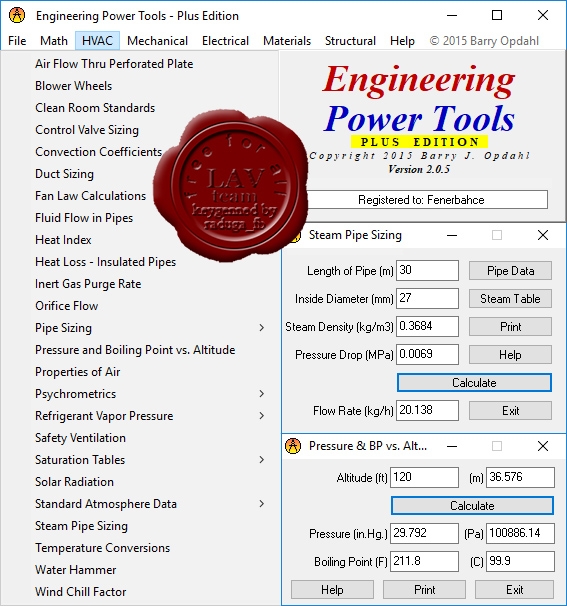 Engineering Power Tools - Plus Edition
File Math HVAC Mechanical Electrical Materials Structural Help © 2015 Barry Opdahl
Air Flow Thru Perforated Plate
Blower Wheels
Clean Room Standards
Control Valve Sizing
Convection Coefficients
Duct Sizing
Fan Law Calculations
Fluid Flow in Pipes
Heat Index
Heat Loss - Insulated Pipes
Inert Gas Purge Rate
Orifice Flow
Pipe Sizing
Pressure and Boiling Point vs. Altitude
Properties of Air
Psychrometrics
Refrigerant Vapor Pressure
Safety Ventilation
Saturation Tables
Solar Radiation
Standard Atmosphere Data
Steam Pipe Sizing
Temperature Conversions
Water Hammer
Wind Chill Factor
free for all
LAV
team
keygenned by
raduga_fb
Engineering
Power Tools
PLUS EDITION
Copyright 2015 Barry J. Opdahl
Version 2.0.5
Registered to: Fenerbahce
Steam Pipe Sizing
Length of Pipe (m) 30 Pipe Data
Inside Diameter (mm) 27 Steam Table
Steam Density (kg/m3) 0.3684 Print
Pressure Drop (MPa) 0.0069 Help
Calculate
Flow Rate (kg/h) 20.138 Exit
Pressure & BP vs. Alt...
Altitude (ft) 120 (m) 36.576
Calculate
Pressure (in.Hg.) 29.792 (Pa) 100886.14
Boiling Point (F) 211.8 (C) 99.9
Help Print Exit